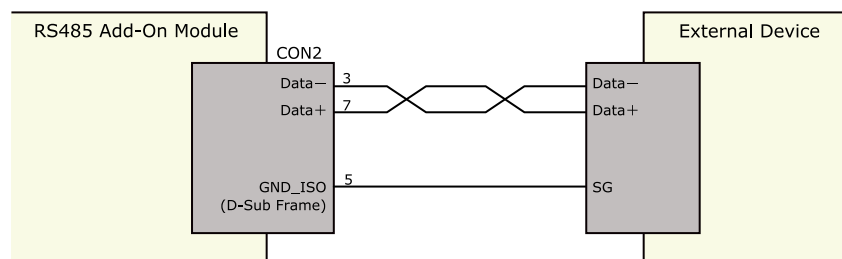 RS485 Add-On Module
External Device
CON2
Data− 3 Data−
Data+ 7 Data+
GND_ISO 5 SG
(D-Sub Frame)